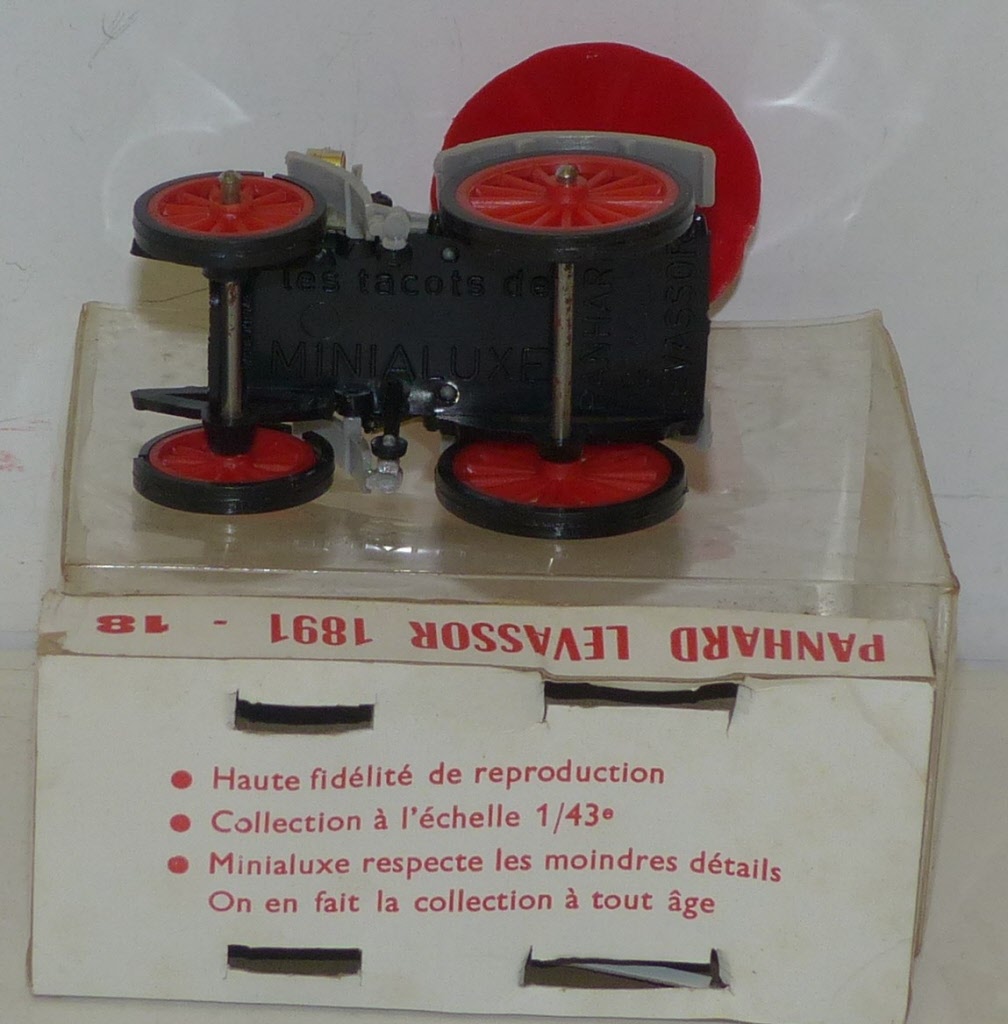 les tacots de
MINIALUXE
PANHARD
LEVASSOR
PANHARD LEVASSOR 1891 - 18
• Haute fidélité de reproduction
• Collection à l'échelle 1/43e
• Minialuxe respecte les moindres détails
On en fait la collection à tout âge